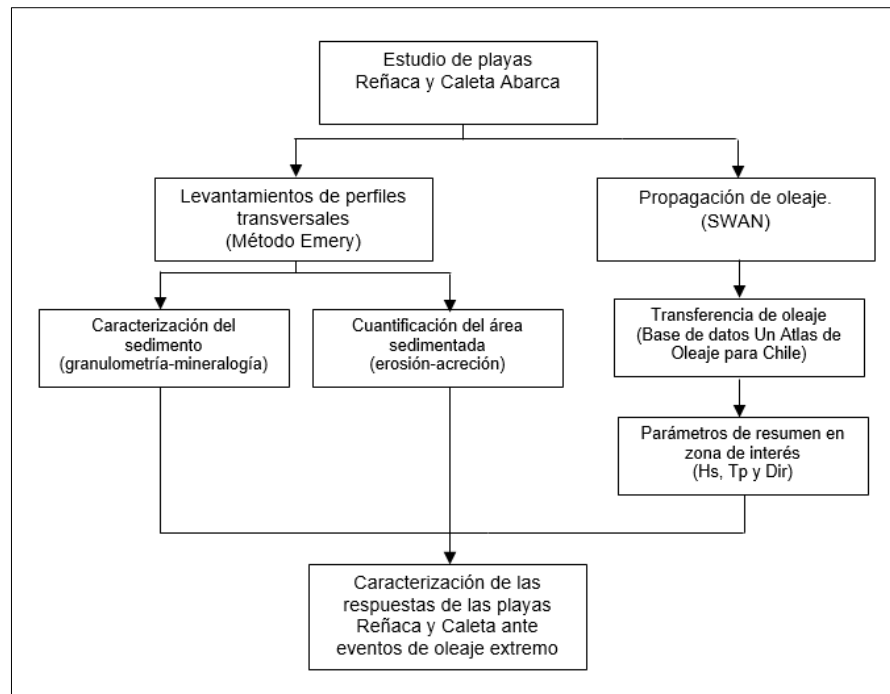 Estudio de playas
Reñaca y Caleta Abarca
Levantamientos de perfiles
transversales
(Método Emery)
Propagación de oleaje.
(SWAN)
Caracterización del
sedimento
(granulometría-mineralogía)
Cuantificación del área
sedimentada
(erosión-acreción)
Transferencia de oleaje
(Base de datos Un Atlas de
Oleaje para Chile)
Parámetros de resumen en
zona de interés
(Hs, Tp y Dir)
Caracterización de las
respuestas de las playas
Reñaca y Caleta ante
eventos de oleaje extremo